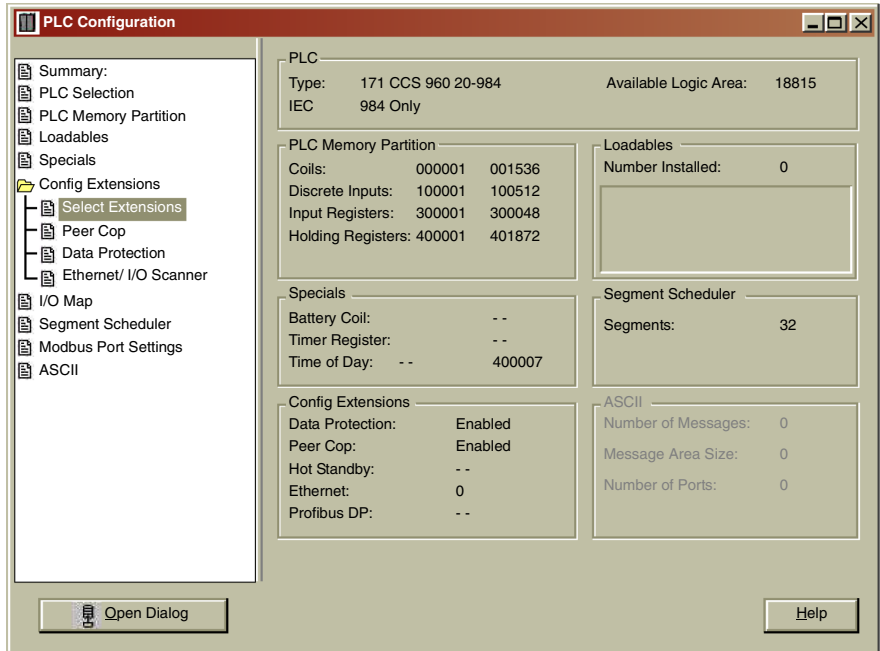 PLC Configuration
Summary:
PLC Selection
PLC Memory Partition
Loadables
Specials
Config Extensions
Select Extensions
Peer Cop
Data Protection
Ethernet/ I/O Scanner
I/O Map
Segment Scheduler
Modbus Port Settings
ASCII
Open Dialog
PLC
Type: 171 CCS 960 20-984 Available Logic Area: 18815
IEC 984 Only
PLC Memory Partition
Coils: 000001 001536
Discrete Inputs: 100001 100512
Input Registers: 300001 300048
Holding Registers: 400001 401872
Loadables
Number Installed: 0
Specials
Battery Coil: - -
Timer Register: - -
Time of Day: - - 400007
Segment Scheduler
Segments: 32
Config Extensions
Data Protection: Enabled
Peer Cop: Enabled
Hot Standby: - -
Ethernet: 0
Profibus DP: - -
ASCII
Number of Messages: 0
Message Area Size: 0
Number of Ports: 0
Help